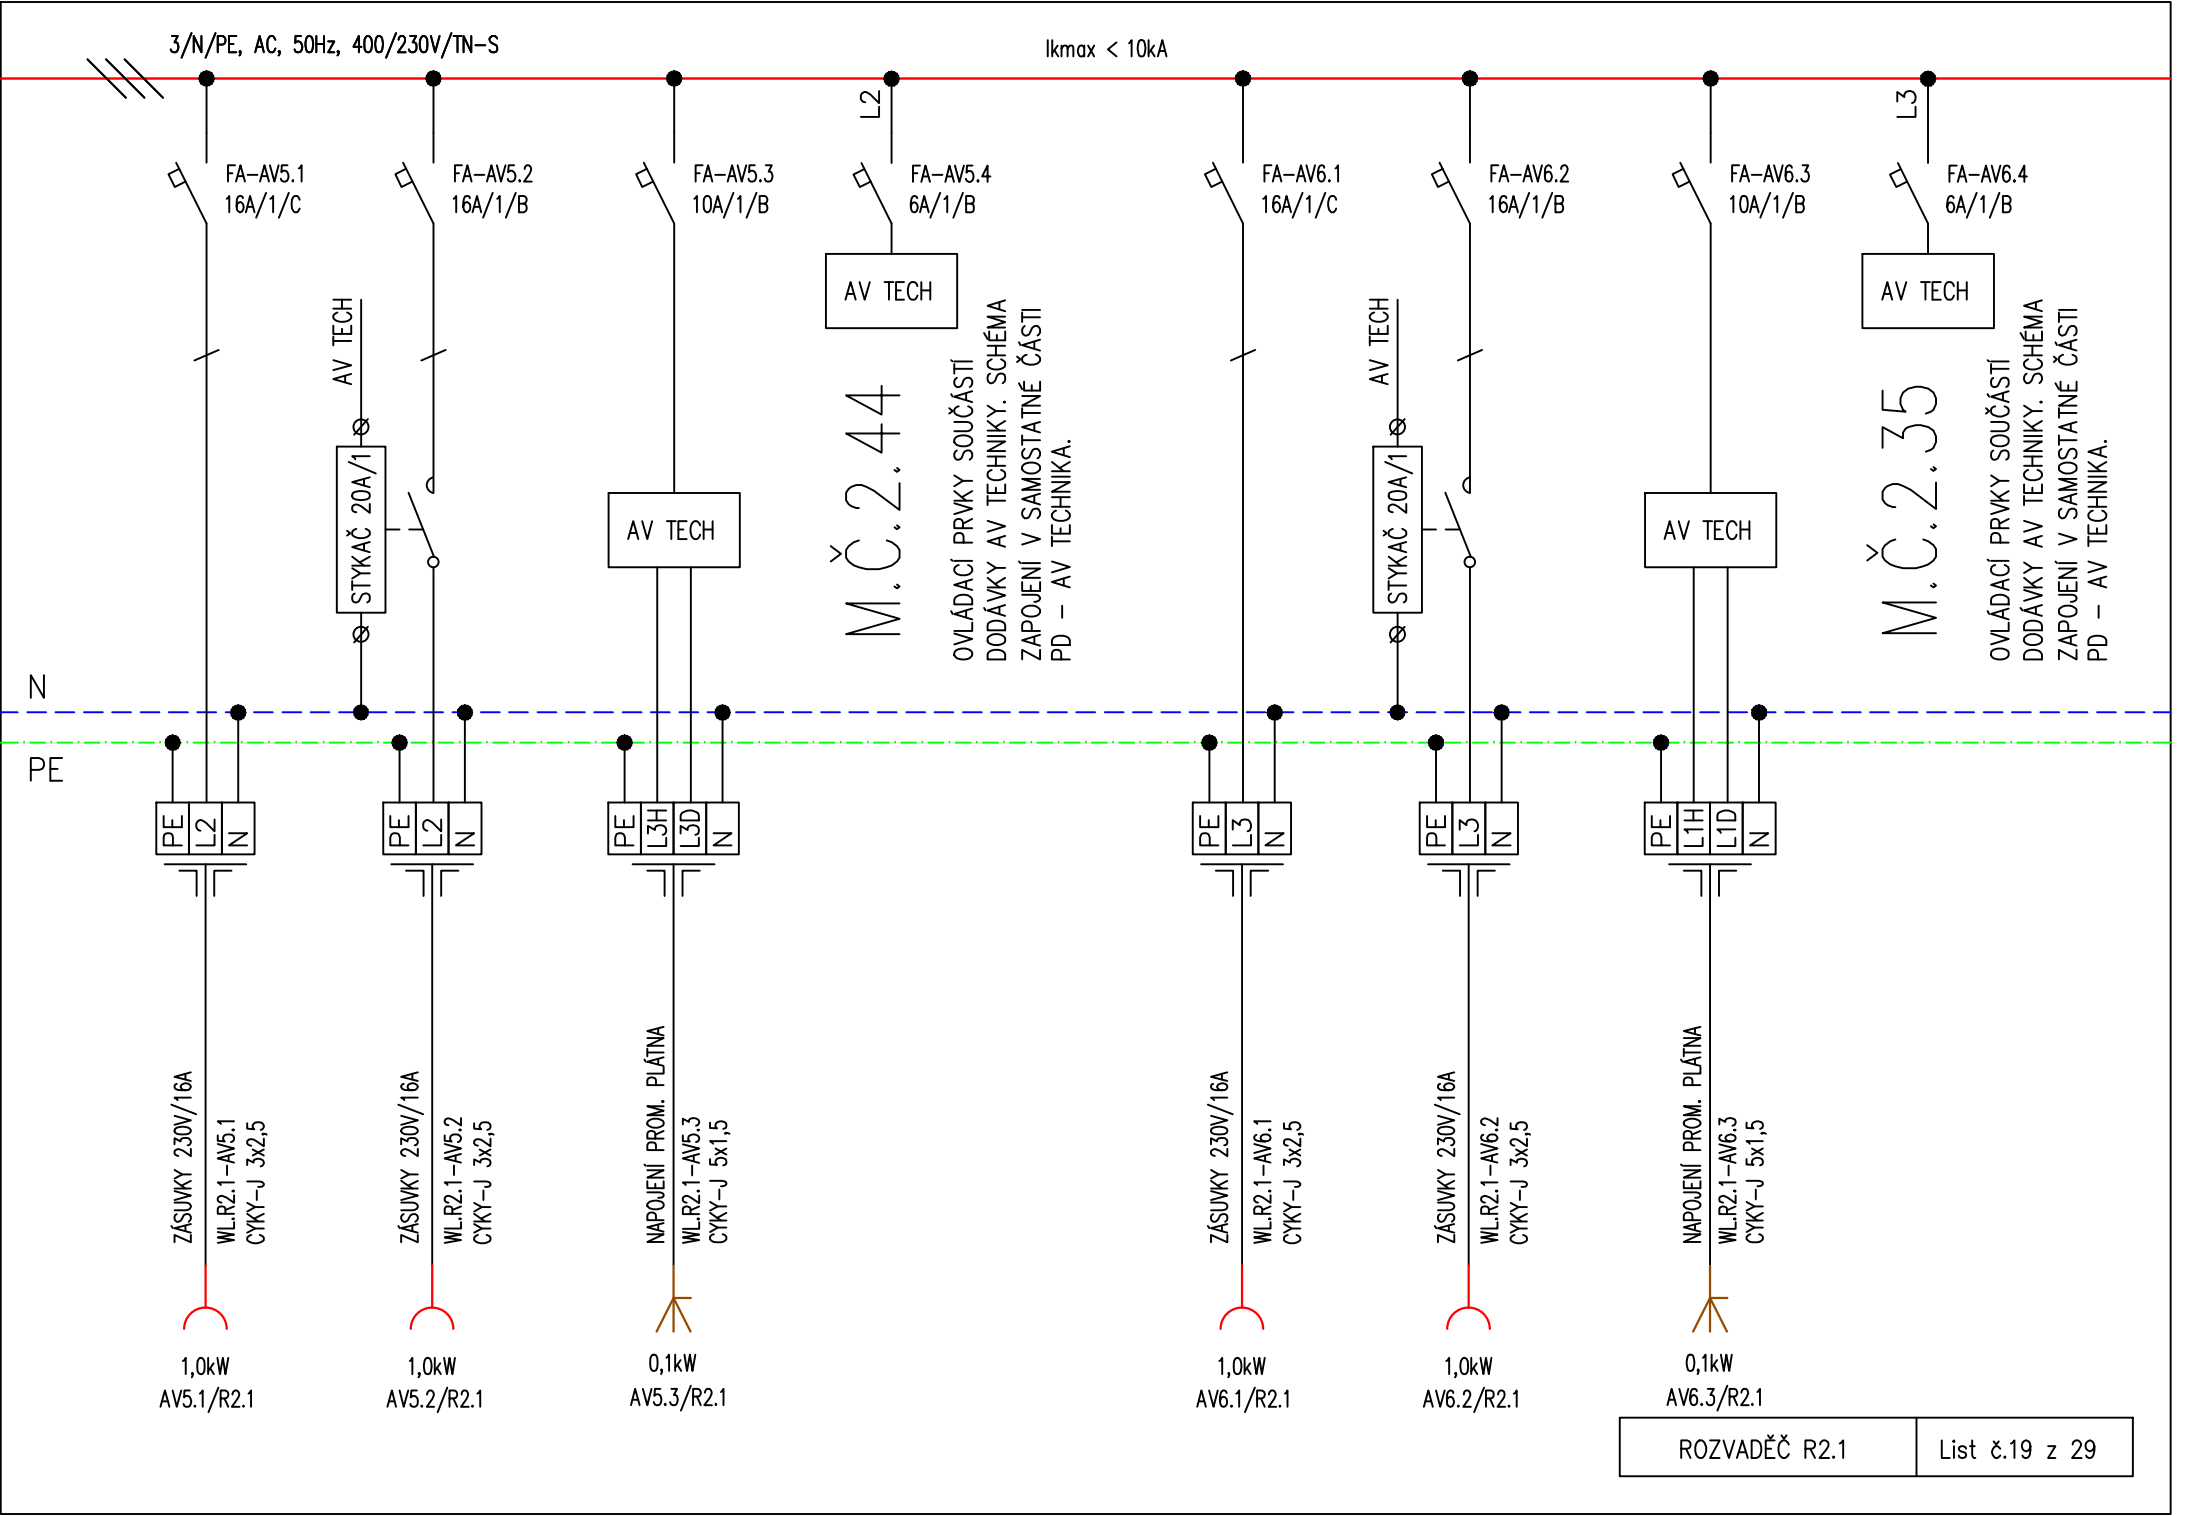 3/N/PE, AC, 50Hz, 400/230V/TN-S
Ikmax < 10kA
L2
L3
FA-AV5.1
16A/1/C
FA-AV5.2
16A/1/B
FA-AV5.3
10A/1/B
FA-AV5.4
6A/1/B
FA-AV6.1
16A/1/C
FA-AV6.2
16A/1/B
FA-AV6.3
10A/1/B
FA-AV6.4
6A/1/B
AV TECH
STYKAČ 20A/1
AV TECH
AV TECH
M.Č.2.44
OVLÁDACÍ PRVKY SOUČÁSTÍ
DODÁVKY AV TECHNIKY. SCHÉMA
ZAPOJENÍ V SAMOSTATNÉ ČÁSTI
PD - AV TECHNIKA.
AV TECH
STYKAČ 20A/1
AV TECH
AV TECH
M.Č.2.35
OVLÁDACÍ PRVKY SOUČÁSTÍ
DODÁVKY AV TECHNIKY. SCHÉMA
ZAPOJENÍ V SAMOSTATNÉ ČÁSTI
PD - AV TECHNIKA.
N
PE
PE
L2
N
PE
L2
N
PE
L3H
L3D
N
PE
L3
N
PE
L3
N
PE
L1H
L1D
N
ZÁSUVKY 230V/16A
WL.R2.1-AV5.1
CYKY-J 3x2,5
ZÁSUVKY 230V/16A
WL.R2.1-AV5.2
CYKY-J 3x2,5
NAPOJENÍ PROM. PLÁTNA
WL.R2.1-AV5.3
CYKY-J 5x1,5
ZÁSUVKY 230V/16A
WL.R2.1-AV6.1
CYKY-J 3x2,5
ZÁSUVKY 230V/16A
WL.R2.1-AV6.2
CYKY-J 3x2,5
NAPOJENÍ PROM. PLÁTNA
WL.R2.1-AV6.3
CYKY-J 5x1,5
1,0kW
AV5.1/R2.1
1,0kW
AV5.2/R2.1
0,1kW
AV5.3/R2.1
1,0kW
AV6.1/R2.1
1,0kW
AV6.2/R2.1
0,1kW
AV6.3/R2.1
ROZVADĚČ R2.1
List č.19 z 29